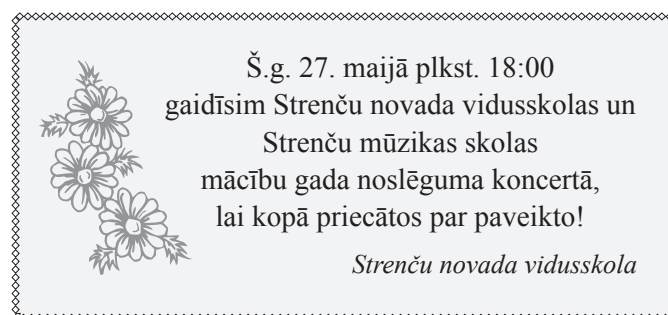 Š.g. 27. maijā plkst. 18:00
gaidīsim Strenču novada vidusskolas un
Strenču mūzikas skolas
mācību gada noslēguma koncertā,
lai kopā priecātos par paveikto!
Strenču novada vidusskola